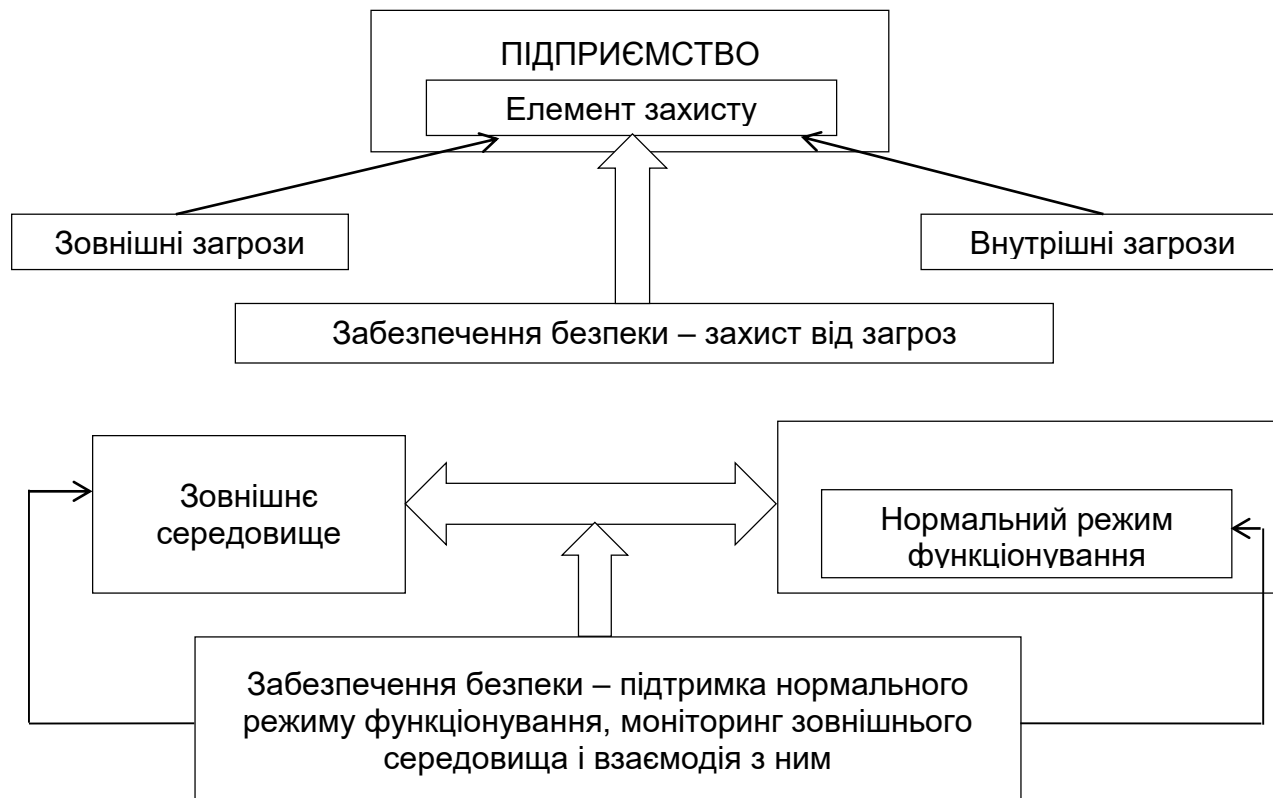 ПІДПРИЄМСТВО
Елемент захисту
Зовнішні загрози
Внутрішні загрози
Забезпечення безпеки – захист від загроз
Зовнішнє
середовище
Нормальний режим
функціонування
Забезпечення безпеки – підтримка нормального
режиму функціонування, моніторинг зовнішнього
середовища і взаємодія з ним